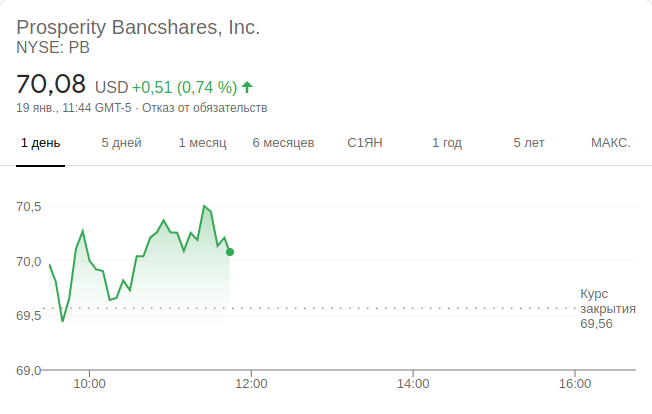 Prosperity Bancshares, Inc.
NYSE: PB
70,08 USD +0,51 (0,74 %)
19 янв., 11:44 GMT-5 · Отказ от обязательств
1 день 5 дней 1 месяц 6 месяцев С1ЯН 1 год 5 лет МАКС.
70,5
70,0
69,5
69,0
Курс
закрытия
69,56
10:00 12:00 14:00 16:00